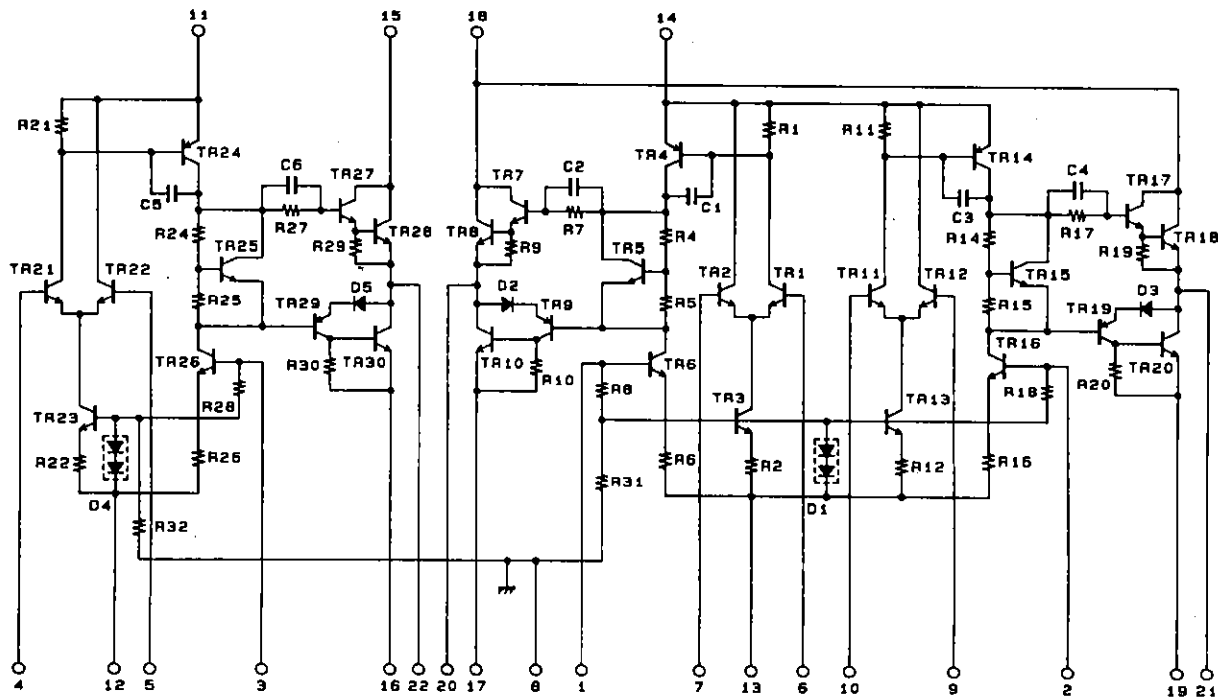 11
15
18
14
R21
TR24
C5
C6
TR27
R27
R24
TR25
R29
TR28
TR21
TR22
R25
TR29
D5
TR26
R30
TR30
R28
TR23
R22
R26
D4
R32
TR7
C2
TR8
R9
R7
TR5
D2
TR9
TR10
R10
TR4
C1
R1
R4
R5
TR2
TR1
TR6
R8
TR3
R31
R6
R2
D1
R11
TR14
C3
R14
TR11
TR12
TR15
R15
TR13
TR16
R18
R12
R16
C4
TR17
R17
R19
TR18
TR19
D3
R20
TR20
4
12
5
3
16
22
20
17
8
1
7
13
6
10
9
2
19
21